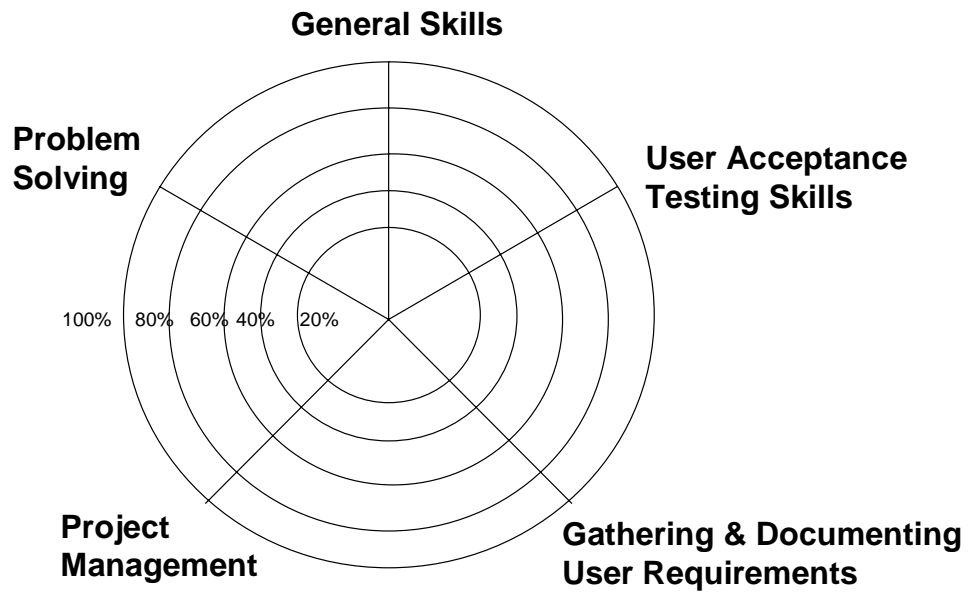 General Skills
Problem
Solving
User Acceptance
Testing Skills
100% 80% 60% 40% 20%
Project
Management
Gathering & Documenting
User Requirements